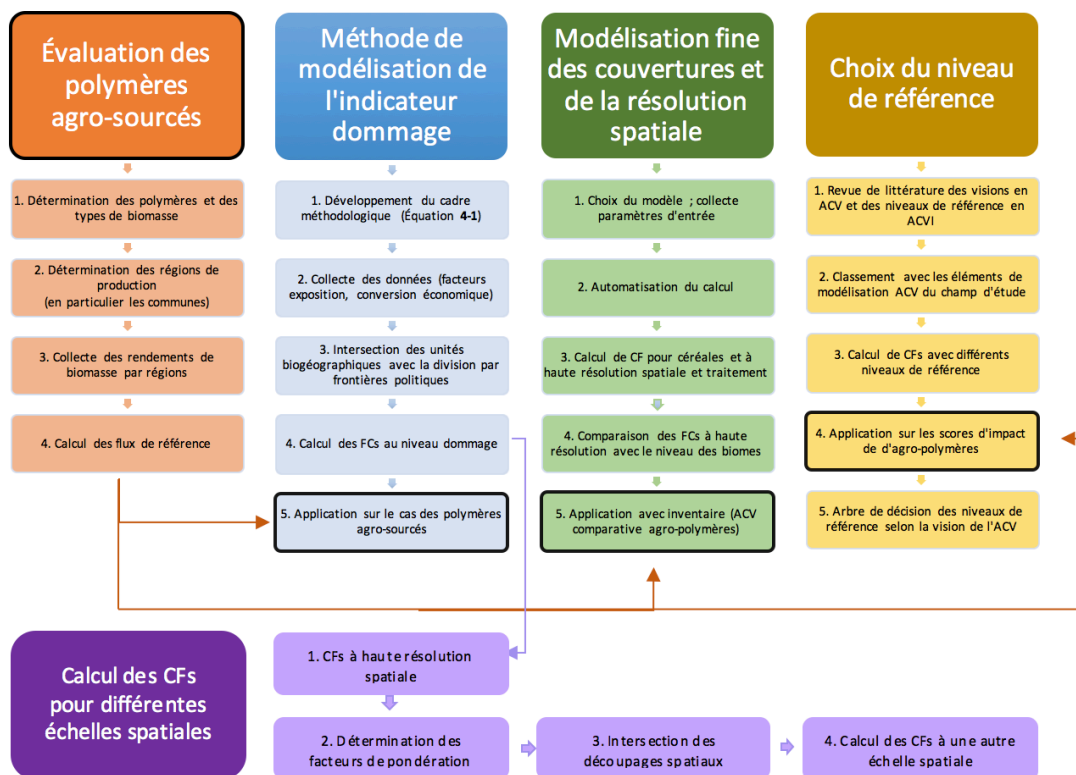 Évaluation des
polymères
agro-sourcés
1. Détermination des polymères et des
types de biomasse
2. Détermination des régions de
production
(en particulier les communes)
3. Collecte des rendements de
biomasse par régions
4. Calcul des flux de référence
Méthode de
modélisation de
l'indicateur
dommage
1. Développement du cadre
méthodologique (Équation 4-1)
2. Collecte des données (facteurs
exposition, conversion économique)
3. Intersection des unités
biogéographiques avec la division par
frontières politiques
4. Calcul des FCs au niveau dommage
5. Application sur le cas des polymères
agro-sourcés
Modélisation fine
des couvertures et
de la résolution
spatiale
1. Choix du modèle ; collecte
paramètres d'entrée
2. Automatisation du calcul
3. Calcul de CF pour céréales et à
haute résolution spatiale et traitement
4. Comparaison des FCs à haute
résolution avec le niveau des biomes
5. Application avec inventaire (ACV
comparative agro-polymères)
Choix du niveau
de référence
1. Revue de littérature des visions en
ACV et des niveaux de référence en
ACVI
2. Classement avec les éléments de
modélisation ACV du champ d'étude
3. Calcul de CFs avec différents
niveaux de référence
4. Application sur les scores d'impact
de d'agro-polymères
5. Arbre de décision des niveaux de
référence selon la vision de l'ACV
Calcul des CFs
pour différentes
échelles spatiales
1. CFs à haute résolution
spatiale
2. Détermination des
facteurs de pondération
3. Intersection des
découpages spatiaux
4. Calcul des CFs à une autre
échelle spatiale